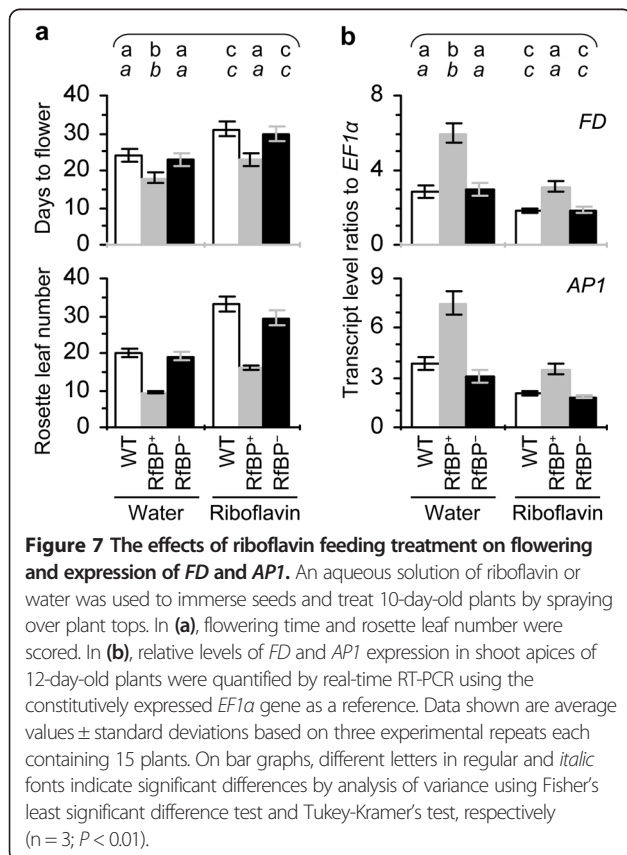 a
b
a b a c a c
a b a c a c
a b a c a c
a b a c a c
40
30
20
10
0
Days to flower
8
6
4
2
0
FD
40
30
20
10
0
Rosette leaf number
9
6
3
0
AP1
Transcript level ratios to EF1α
WT RfBP+ RfBP- WT RfBP+ RfBP-
Water Riboflavin
WT RfBP+ RfBP- WT RfBP+ RfBP-
Water Riboflavin
Figure 7 The effects of riboflavin feeding treatment on flowering
and expression of FD and AP1. An aqueous solution of riboflavin or
water was used to immerse seeds and treat 10-day-old plants by spraying
over plant tops. In (a), flowering time and rosette leaf number were
scored. In (b), relative levels of FD and AP1 expression in shoot apices of
12-day-old plants were quantified by real-time RT-PCR using the
constitutively expressed EF1α gene as a reference. Data shown are average
values ± standard deviations based on three experimental repeats each
containing 15 plants. On bar graphs, different letters in regular and italic
fonts indicate significant differences by analysis of variance using Fisher's
least significant difference test and Tukey-Kramer's test, respectively
(n = 3; P < 0.01).